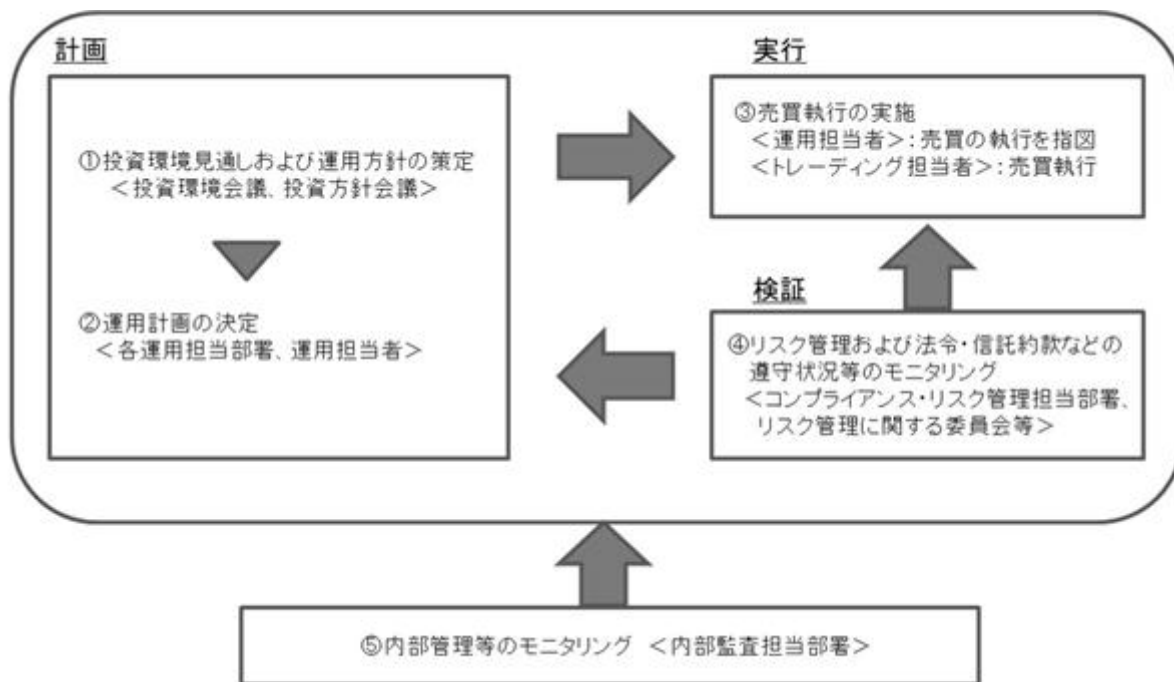 計画
①投資環境見通しおよび運用方針の策定
＜投資環境会議、投資方針会議＞
②運用計画の決定
＜各運用担当部署、運用担当者＞
実行
③売買執行の実施
＜運用担当者＞：売買の執行を指図
＜トレーディング担当者＞：売買執行
検証
④リスク管理および法令・信託約款などの
遵守状況等のモニタリング
＜コンプライアンス・リスク管理担当部署、
リスク管理に関する委員会等＞
⑤内部管理等のモニタリング ＜内部監査担当部署＞